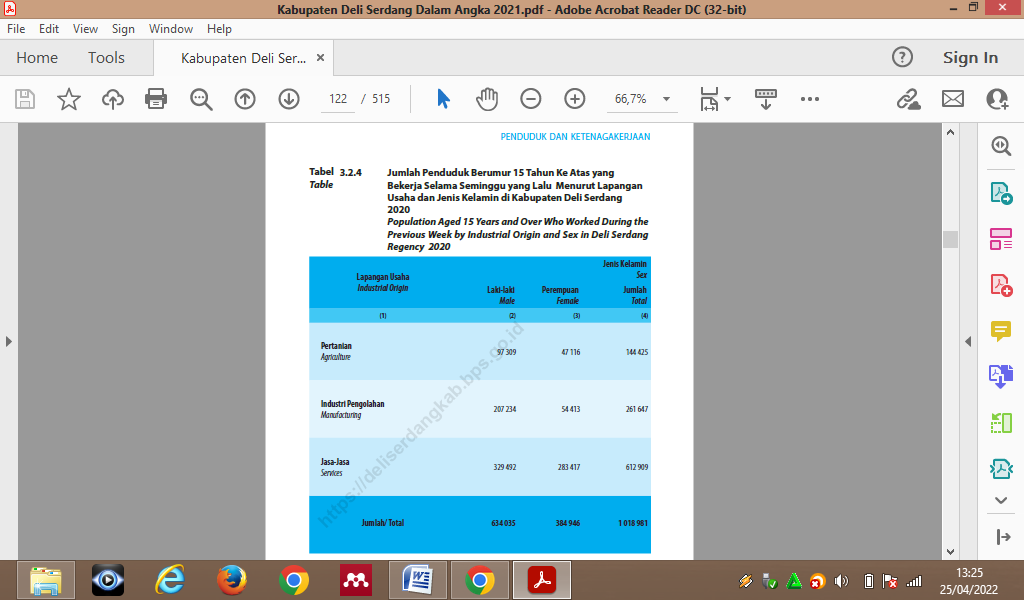 Kabupaten Deli Serdang Dalam Angka 2021.pdf - Adobe Acrobat Reader DC (32-bit)
File Edit View Sign Window Help
Home Tools Kabupaten Deli Ser... × Sign In
122 / 515 66,7%
PENDUDUK DAN KETENAGAKERJAAN
Tabel 3.2.4 Jumlah Penduduk Berumur 15 Tahun Ke Atas yang
Table Bekerja Selama Seminggu yang Lalu Menurut Lapangan
Usaha dan Jenis Kelamin di Kabupaten Deli Serdang
2020
Population Aged 15 Years and Over Who Worked During the
Previous Week by Industrial Origin and Sex in Deli Serdang
Regency 2020
Jenis Kelamin
Sex
Lapangan Usaha
Industrial Origin
Laki-laki Perempuan Jumlah
Male Female Total
(1) (2) (3) (4)
Pertanian
Agriculture
97 309 47 116 144 425
Industri Pengolahan
Manufacturing
207 234 54 413 261 647
Jasa-Jasa
Services
329 492 283 417 612 909
Jumlah/ Total 634 035 384 946 1 018 981
https://deliserdangkab.bps.go.id
13:25
25/04/2022